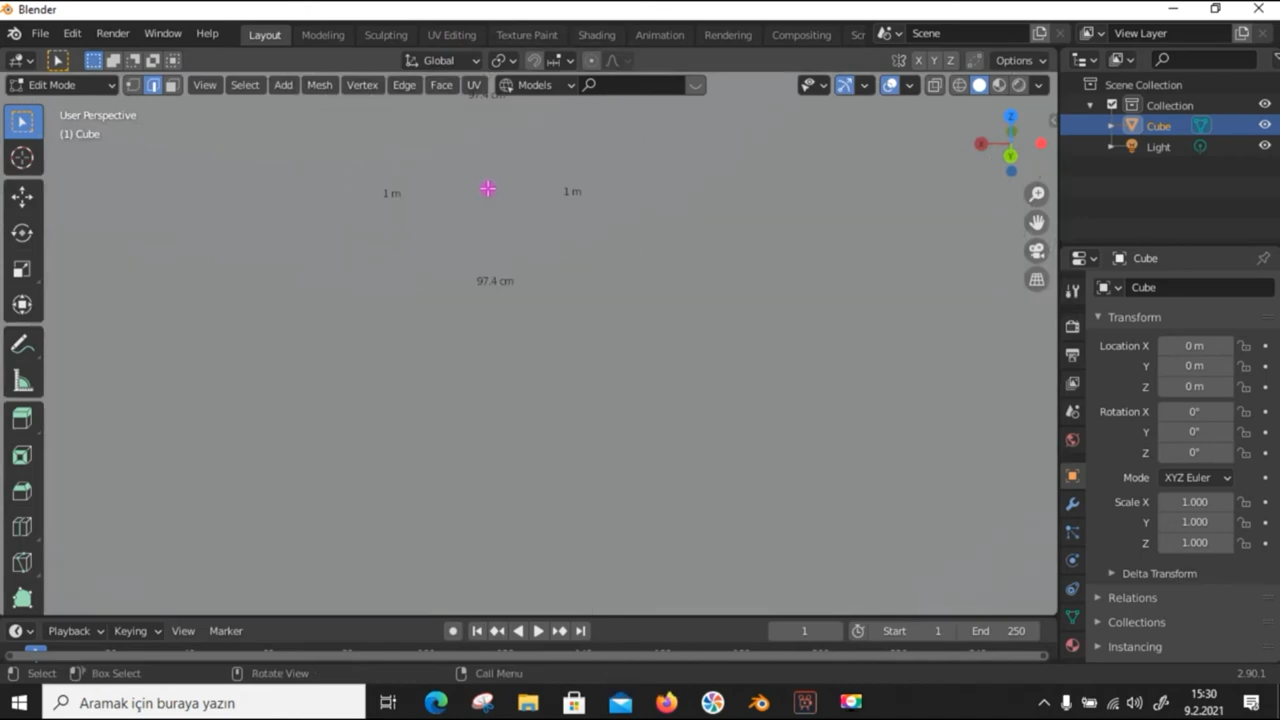 Blender
File Edit Render Window Help Layout Modeling Sculpting UV Editing Texture Paint Shading Animation Rendering Compositing Scr Scene View Layer
Global X Y Z Options
Edit Mode View Select Add Mesh Vertex Edge Face UV Models
User Perspective
(1) Cube
Z
X
Y
97.4 cm
1 m 1 m
97.4 cm
Scene Collection
Collection
Cube
Light
Cube
Cube
Transform
Location X 0 m
Y 0 m
Z 0 m
Rotation X 0°
Y 0°
Z 0°
Mode XYZ Euler
Scale X 1.000
Y 1.000
Z 1.000
Delta Transform
Relations
Collections
Instancing
Playback Keying View Marker 1 Start 1 End 250
Select Box Select Rotate View Call Menu 2.90.1
Aramak için buraya yazın
15:30
9.2.2021